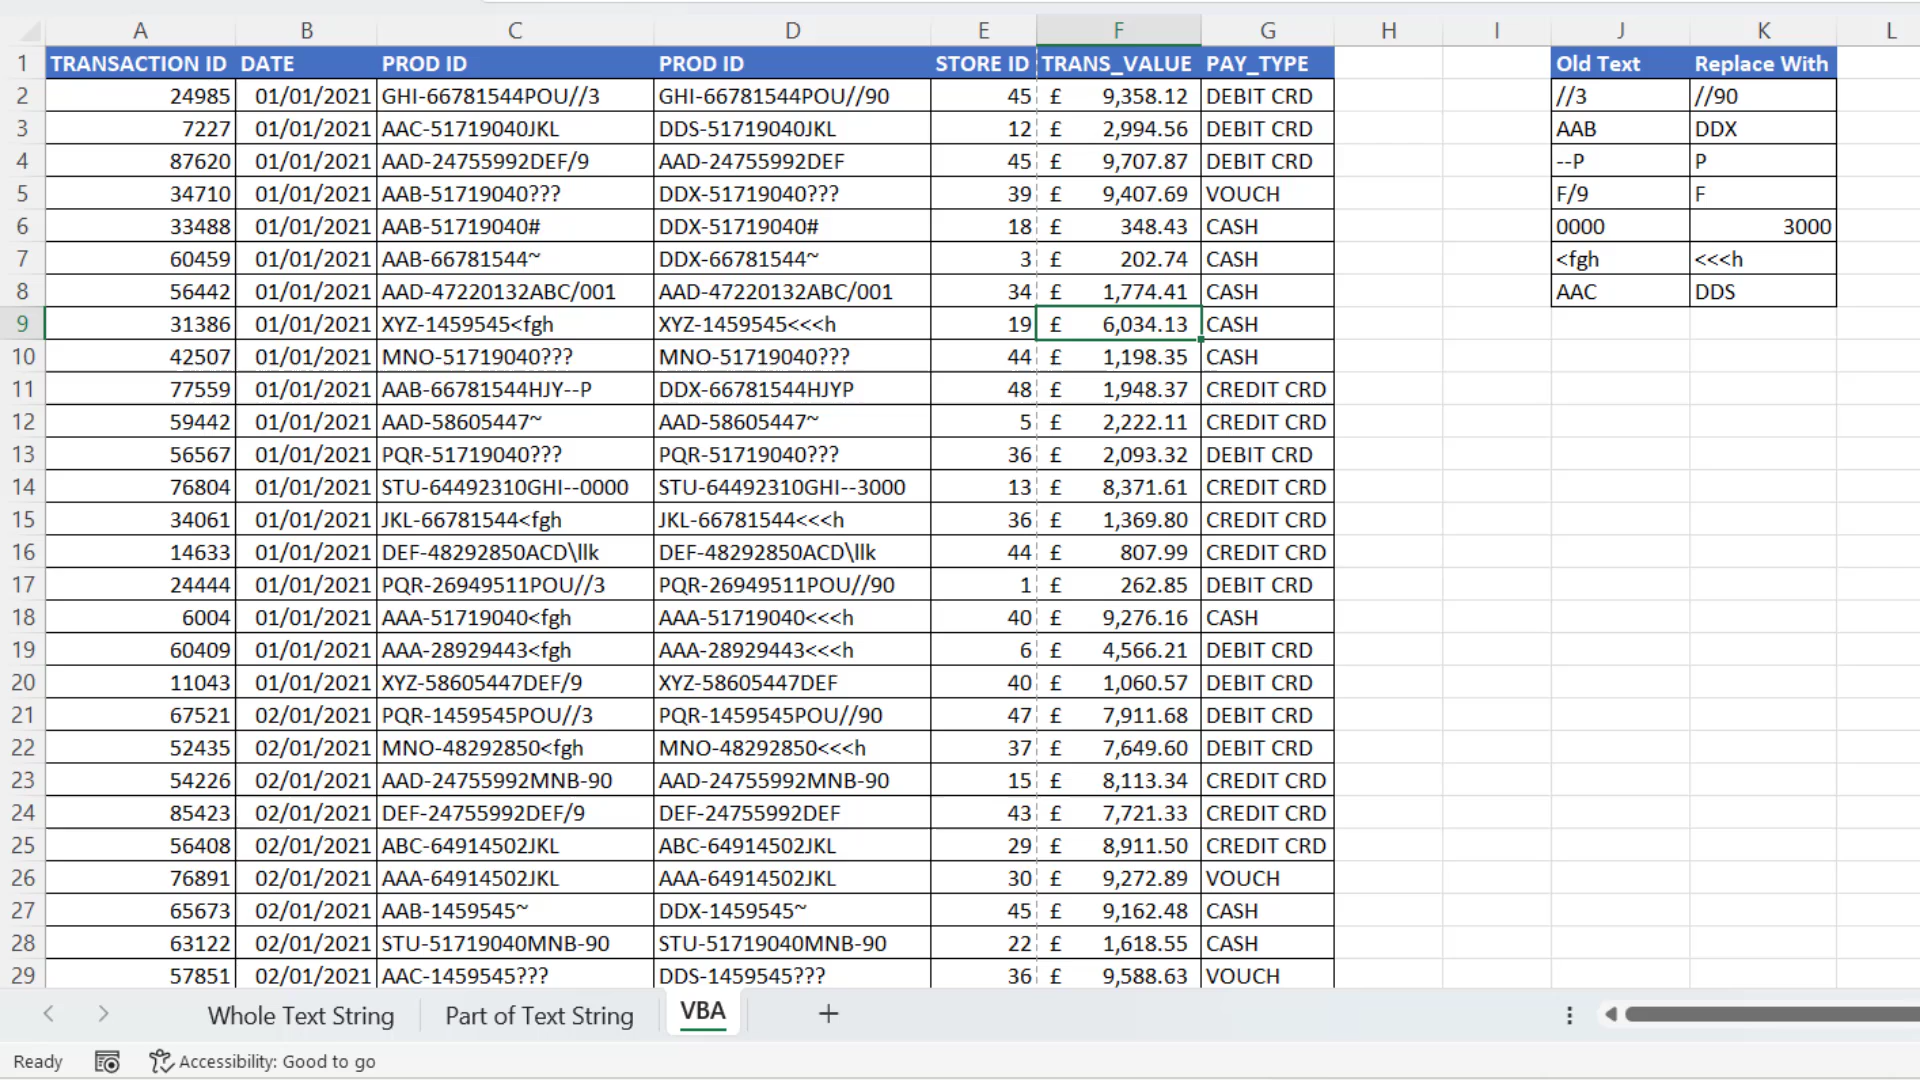 A B C D E F G H I J K L
1 TRANSACTION ID DATE PROD ID PROD ID STORE ID TRANS_VALUE PAY_TYPE Old Text Replace With
2 24985 01/01/2021 GHI-66781544POU//3 GHI-66781544POU//90 45 £ 9,358.12 DEBIT CRD //3 //90
3 7227 01/01/2021 AAC-51719040JKL DDS-51719040JKL 12 £ 2,994.56 DEBIT CRD AAB DDX
4 87620 01/01/2021 AAD-24755992DEF/9 AAD-24755992DEF 45 £ 9,707.87 DEBIT CRD --P P
5 34710 01/01/2021 AAB-51719040??? DDX-51719040??? 39 £ 9,407.69 VOUCH F/9 F
6 33488 01/01/2021 AAB-51719040# DDX-51719040# 18 £ 348.43 CASH 0000 3000
7 60459 01/01/2021 AAB-66781544~ DDX-66781544~ 3 £ 202.74 CASH <fgh <<<h
8 56442 01/01/2021 AAD-47220132ABC/001 AAD-47220132ABC/001 34 £ 1,774.41 CASH AAC DDS
9 31386 01/01/2021 XYZ-1459545<fgh XYZ-1459545<<<h 19 £ 6,034.13 CASH
10 42507 01/01/2021 MNO-51719040??? MNO-51719040??? 44 £ 1,198.35 CASH
11 77559 01/01/2021 AAB-66781544HJY--P DDX-66781544HJYP 48 £ 1,948.37 CREDIT CRD
12 59442 01/01/2021 AAD-58605447~ AAD-58605447~ 5 £ 2,222.11 CREDIT CRD
13 56567 01/01/2021 PQR-51719040??? PQR-51719040??? 36 £ 2,093.32 DEBIT CRD
14 76804 01/01/2021 STU-64492310GHI--0000 STU-64492310GHI--3000 13 £ 8,371.61 CREDIT CRD
15 34061 01/01/2021 JKL-66781544<fgh JKL-66781544<<<h 36 £ 1,369.80 CREDIT CRD
16 14633 01/01/2021 DEF-48292850ACD\llk DEF-48292850ACD\llk 44 £ 807.99 CREDIT CRD
17 24444 01/01/2021 PQR-26949511POU//3 PQR-26949511POU//90 1 £ 262.85 DEBIT CRD
18 6004 01/01/2021 AAA-51719040<fgh AAA-51719040<<<h 40 £ 9,276.16 CASH
19 60409 01/01/2021 AAA-28929443<fgh AAA-28929443<<<h 6 £ 4,566.21 DEBIT CRD
20 11043 01/01/2021 XYZ-58605447DEF/9 XYZ-58605447DEF 40 £ 1,060.57 DEBIT CRD
21 67521 02/01/2021 PQR-1459545POU//3 PQR-1459545POU//90 47 £ 7,911.68 DEBIT CRD
22 52435 02/01/2021 MNO-48292850<fgh MNO-48292850<<<h 37 £ 7,649.60 DEBIT CRD
23 54226 02/01/2021 AAD-24755992MNB-90 AAD-24755992MNB-90 15 £ 8,113.34 CREDIT CRD
24 85423 02/01/2021 DEF-24755992DEF/9 DEF-24755992DEF 43 £ 7,721.33 CREDIT CRD
25 56408 02/01/2021 ABC-64914502JKL ABC-64914502JKL 29 £ 8,911.50 CREDIT CRD
26 76891 02/01/2021 AAA-64914502JKL AAA-64914502JKL 30 £ 9,272.89 VOUCH
27 65673 02/01/2021 AAB-1459545~ DDX-1459545~ 45 £ 9,162.48 CASH
28 63122 02/01/2021 STU-51719040MNB-90 STU-51719040MNB-90 22 £ 1,618.55 CASH
29 57851 02/01/2021 AAC-1459545??? DDS-1459545??? 36 £ 9,588.63 VOUCH
Whole Text String Part of Text String VBA +
Ready Accessibility: Good to go